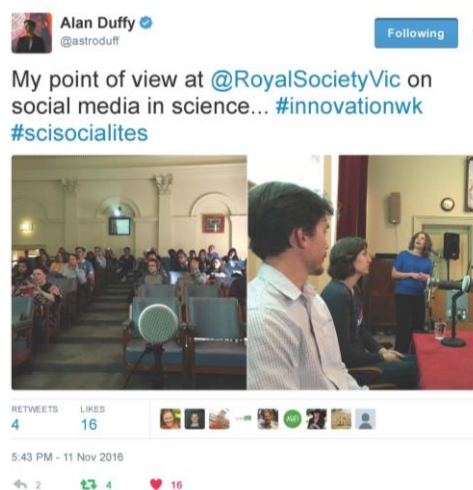 Alan Duffy
@astroduff
Following
My point of view at @RoyalSocietyVic on
social media in science... #innovationwk
#scisocialites
RETWEETS LIKES
4 16
5:43 PM - 11 Nov 2016
2 4 16